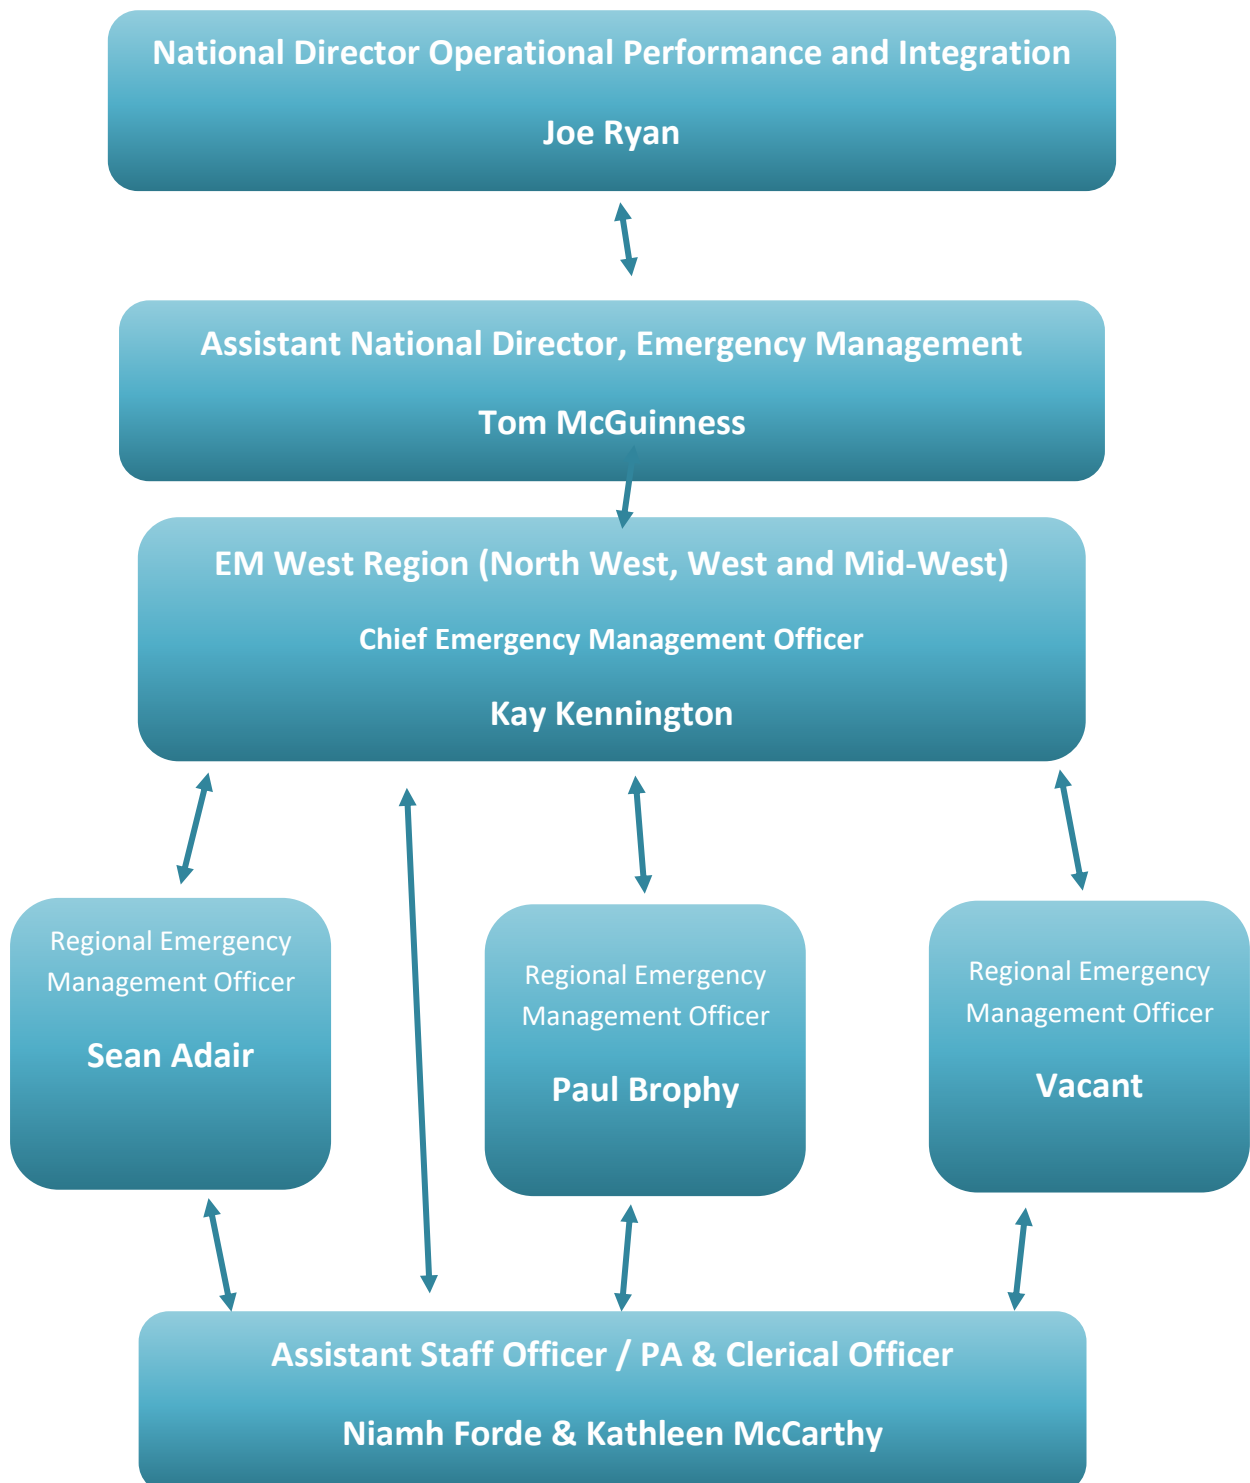 National Director Operational Performance and Integration
Joe Ryan
Assistant National Director, Emergency Management
Tom McGuinness
EM West Region (North West, West and Mid-West)
Chief Emergency Management Officer
Kay Kennington
Regional Emergency
Management Officer
Sean Adair
Regional Emergency
Management Officer
Paul Brophy
Regional Emergency
Management Officer
Vacant
Assistant Staff Officer / PA & Clerical Officer
Niamh Forde & Kathleen McCarthy